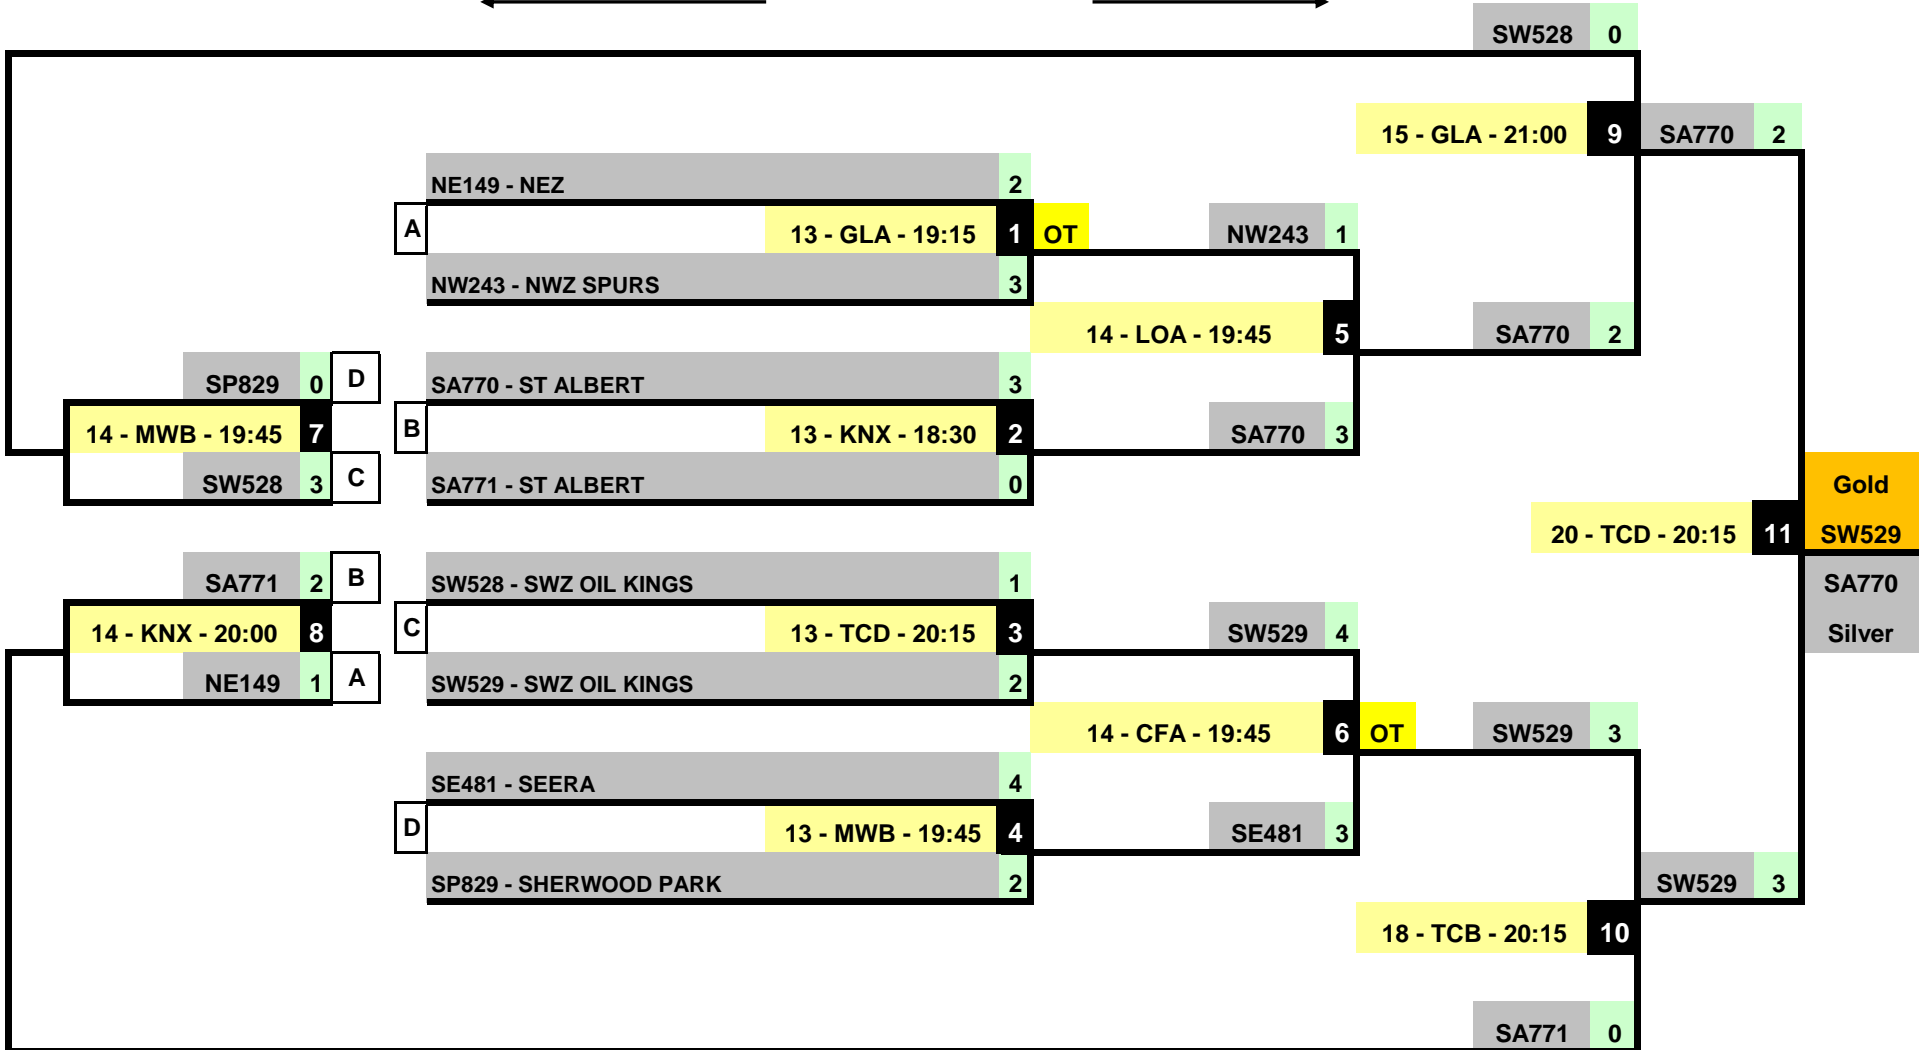 SW528 0
15 - GLA - 21:00 9 SA770 2
NE149 - NEZ 2
A 13 - GLA - 19:15 1 OT NW243 1
NW243 - NWZ SPURS 3
14 - LOA - 19:45 5 SA770 2
SP829 0 D SA770 - ST ALBERT 3
14 - MWB - 19:45 7 B 13 - KNX - 18:30 2 SA770 3
SW528 3 C SA771 - ST ALBERT 0 Gold
20 - TCD - 20:15 11 SW529
SA771 2 B SW528 - SWZ OIL KINGS 1 SA770
14 - KNX - 20:00 8 C 13 - TCD - 20:15 3 SW529 4 Silver
NE149 1 A SW529 - SWZ OIL KINGS 2
14 - CFA - 19:45 6 OT SW529 3
SE481 - SEERA 4
D 13 - MWB - 19:45 4 SE481 3
SP829 - SHERWOOD PARK 2 SW529 3
18 - TCB - 20:15 10
SA771 0